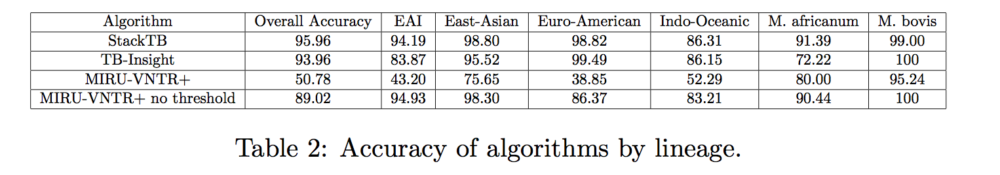 Algorithm Overall Accuracy EAI East-Asian Euro-American Indo-Oceanic M. africanum M. bovis
StackTB 95.96 94.19 98.80 98.82 86.31 91.39 99.00
TB-Insight 93.96 83.87 95.52 99.49 86.15 72.22 100
MIRU-VNTR+ 50.78 43.20 75.65 38.85 52.29 80.00 95.24
MIRU-VNTR+ no threshold 89.02 94.93 98.30 86.37 83.21 90.44 100
Table 2: Accuracy of algorithms by lineage.